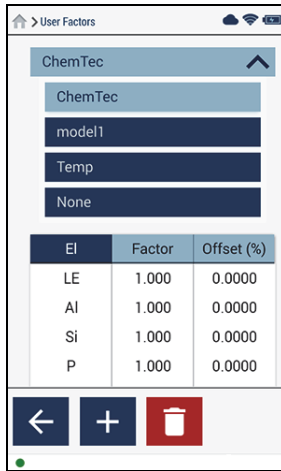 > User Factors
ChemTec
ChemTec
model1
Temp
None
El Factor Offset (%)
LE 1.000 0.0000
Al 1.000 0.0000
Si 1.000 0.0000
P 1.000 0.0000